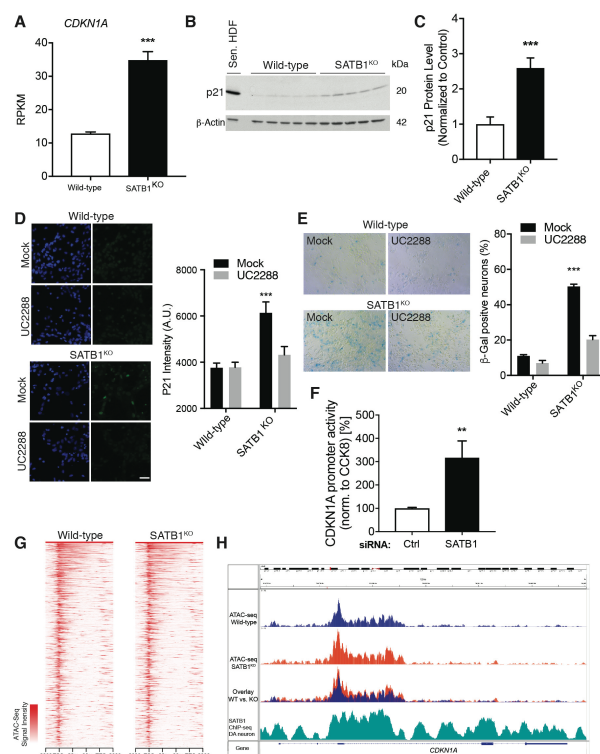 A
CDKN1A
***
40
30
20
10
0
RPKM
Wild-type
SATB1KO
B
Sen. HDF
Wild-type
SATB1KO
kDa
p21
20
β-Actin
42
C
***
4
3
2
1
0
p21 Protein Level
(Normalized to Control)
Wild-type
SATB1KO
D
Wild-type
Mock
UC2288
SATB1KO
Mock
UC2288
Mock
UC2288
***
8000
6000
4000
2000
P21 Intensity (A.U.)
Wild-type
SATB1 KO
E
Wild-type
Mock
UC2288
SATB1KO
Mock
UC2288
Mock
UC2288
***
80
60
40
20
0
β-Gal positive neurons (%)
Wild-type
SATB1KO
F
**
500
400
300
200
100
0
CDKN1A promoter activity
(norm. to CCK8) [%]
siRNA:
Ctrl
SATB1
G
Wild-type
SATB1KO
ATAC-Seq
Signal Inensity
H
ATAC-seq
Wild-type
ATAC-seq
SATB1KO
Overlay
WT vs. KO
SATB1
ChIP-seq
DA neuron
Gene
CDKN1A